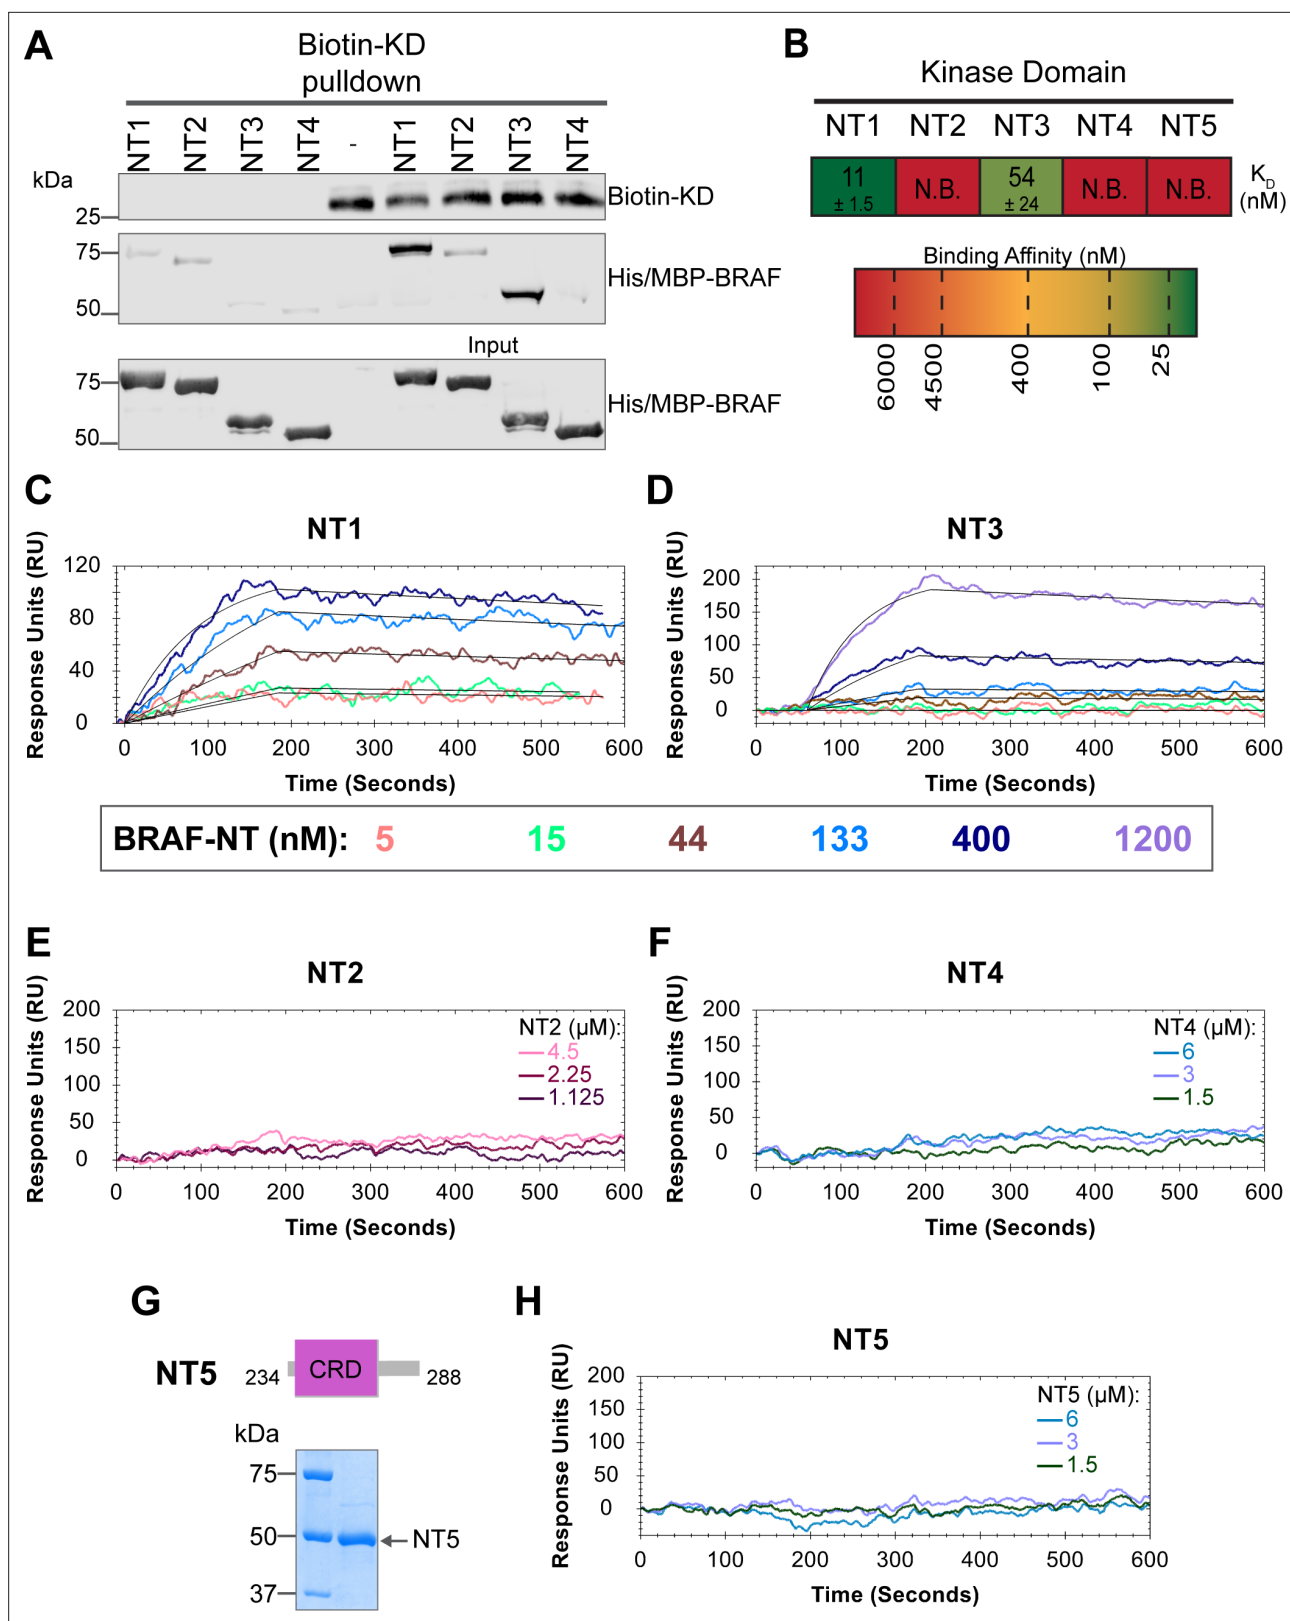 A
Biotin-KD
pulldown
NT1 NT2 NT3 NT4 - NT1 NT2 NT3 NT4
kDa
25
Biotin-KD
75
50
His/MBP-BRAF
Input
75
50
His/MBP-BRAF
B
Kinase Domain
NT1 NT2 NT3 NT4 NT5
11 ± 1.5 N.B. 54 ± 24 N.B. N.B.
KD (nM)
Binding Affinity (nM)
6000 4500 400 100 25
C
NT1
Response Units (RU)
120
80
40
0
0 100 200 300 400 500 600
Time (Seconds)
D
NT3
Response Units (RU)
200
150
100
50
0
0 100 200 300 400 500 600
Time (Seconds)
BRAF-NT (nM): 5 15 44 133 400 1200
E
NT2
Response Units (RU)
200
150
100
50
0
NT2 (µM):
4.5
2.25
1.125
0 100 200 300 400 500 600
Time (Seconds)
F
NT4
Response Units (RU)
200
150
100
50
0
NT4 (µM):
6
3
1.5
0 100 200 300 400 500 600
Time (Seconds)
G
NT5 234 CRD 288
kDa
75
50
37
NT5
H
NT5
Response Units (RU)
200
150
100
50
0
NT5 (µM):
6
3
1.5
0 100 200 300 400 500 600
Time (Seconds)